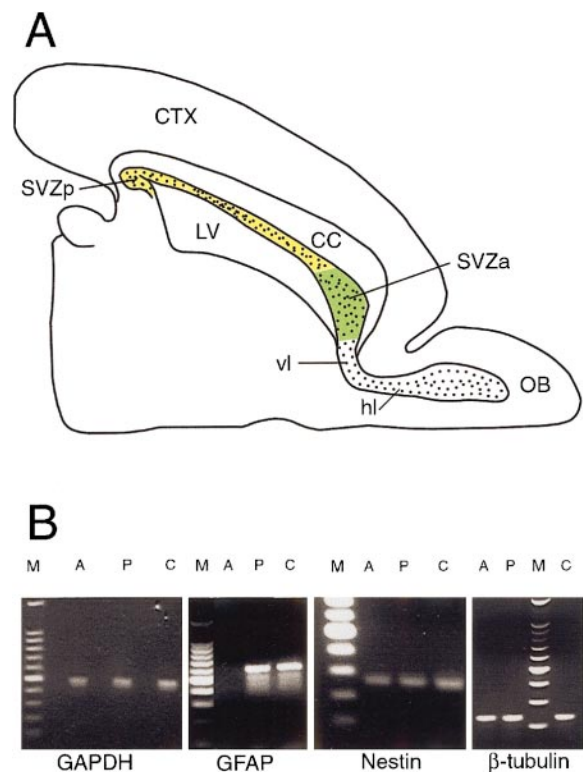 A
CTX
SVZp
LV
CC
SVZa
vl
hl
OB
B
M A P C M A P C M A P C A P M C
GAPDH GFAP Nestin β-tubulin